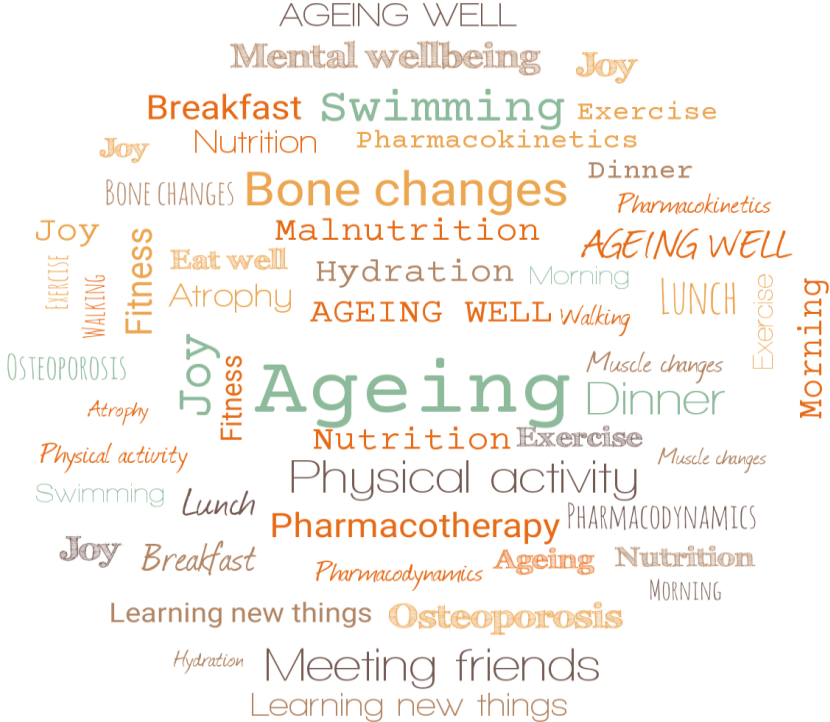 AGEING WELL
Mental wellbeing
Joy
Breakfast
Swimming
Exercise
Joy
Nutrition
Pharmacokinetics
Dinner
Bone changes
Bone changes
Pharmacokinetics
Joy
Fitness
Malnutrition
AGEING WELL
Exercise
Walking
Eat well
Hydration
Morning
Atrophy
Lunch
Exercise
Morning
AGEING WELL
Walking
Osteoporosis
Joy
Fitness
Ageing
Muscle changes
Dinner
Atrophy
Nutrition
Exercise
Physical activity
Physical activity
Muscle changes
Swimming
Lunch
Pharmacotherapy
Pharmacodynamics
Joy
Breakfast
Pharmacodynamics
Ageing
Nutrition
Morning
Learning new things
Osteoporosis
Hydration
Meeting friends
Learning new things